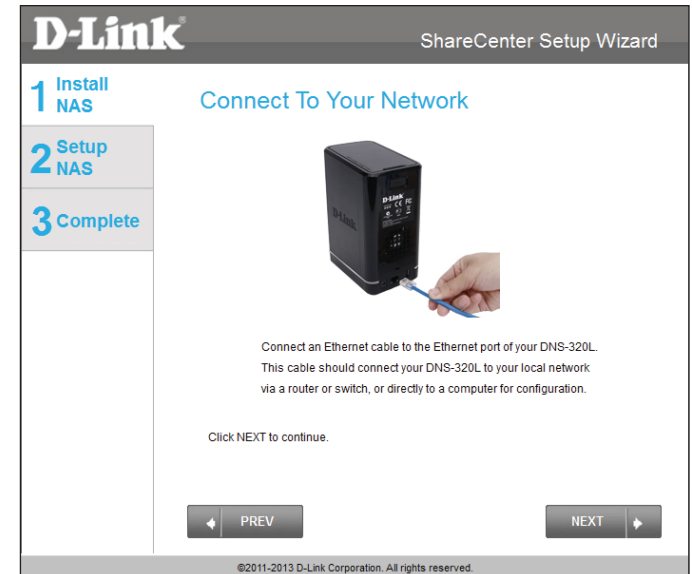 D-Link
ShareCenter Setup Wizard
1 Install
NAS
2 Setup
NAS
3 Complete
Connect To Your Network
D-Link
D-Link
Connect an Ethernet cable to the Ethernet port of your DNS-320L.
This cable should connect your DNS-320L to your local network
via a router or switch, or directly to a computer for configuration.
Click NEXT to continue.
PREV
NEXT
©2011-2013 D-Link Corporation. All rights reserved.